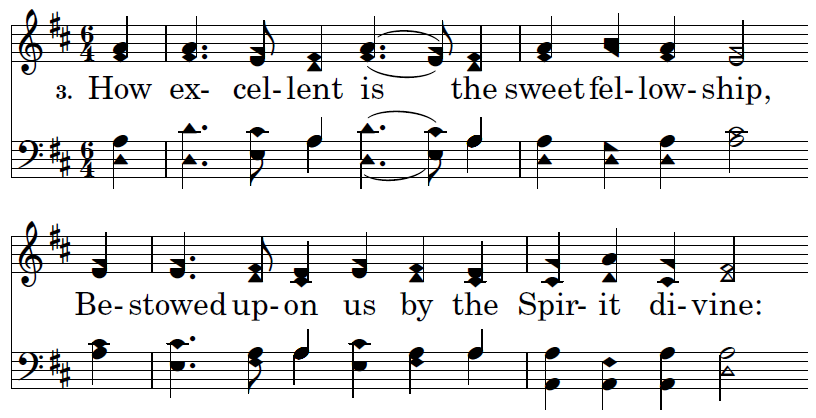 3. How ex- cel- lent is the sweet fel- low- ship,
Be- stowed up- on us by the Spir- it di- vine: